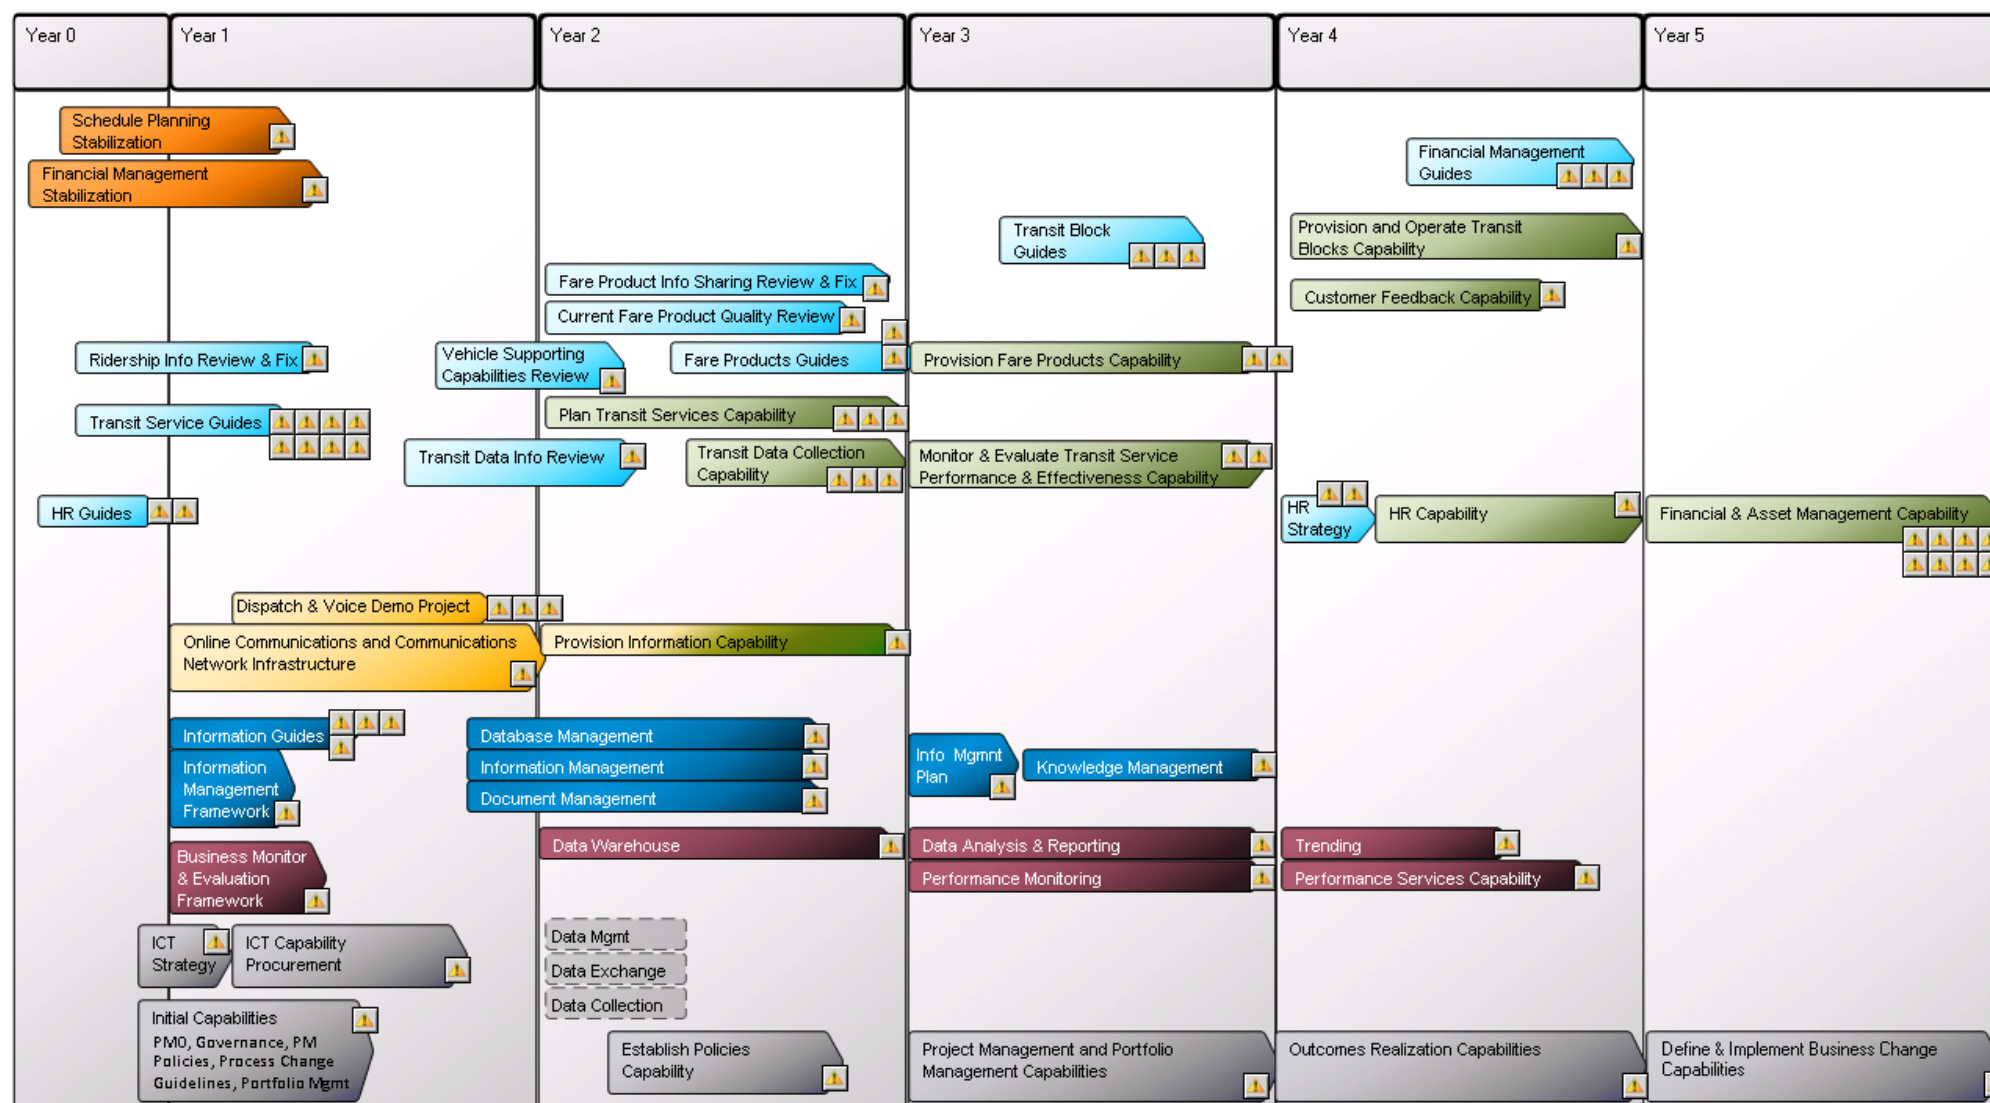 Year 0
Year 1
Year 2
Year 3
Year 4
Year 5
Schedule Planning
Stabilization
Financial Management
Stabilization
Financial Management
Guides
Transit Block
Guides
Provision and Operate Transit
Blocks Capability
Fare Product Info Sharing Review & Fix
Customer Feedback Capability
Current Fare Product Quality Review
Ridership Info Review & Fix
Vehicle Supporting
Capabilities Review
Fare Products Guides
Provision Fare Products Capability
Transit Service Guides
Plan Transit Services Capability
Transit Data Info Review
Transit Data Collection
Capability
Monitor & Evaluate Transit Service
Performance & Effectiveness Capability
HR Guides
HR
Strategy
HR Capability
Financial & Asset Management Capability
Dispatch & Voice Demo Project
Online Communications and Communications
Network Infrastructure
Provision Information Capability
Information Guides
Database Management
Information
Management
Framework
Information Management
Document Management
Info Mgmnt
Plan
Knowledge Management
Business Monitor
& Evaluation
Framework
Data Warehouse
Data Analysis & Reporting
Performance Monitoring
Trending
Performance Services Capability
ICT
Strategy
ICT Capability
Procurement
Data Mgmt
Data Exchange
Data Collection
Initial Capabilities
PMO, Governance, PM
Policies, Process Change
Guidelines, Portfolio Mgmt
Establish Policies
Capability
Project Management and Portfolio
Management Capabilities
Outcomes Realization Capabilities
Define & Implement Business Change
Capabilities